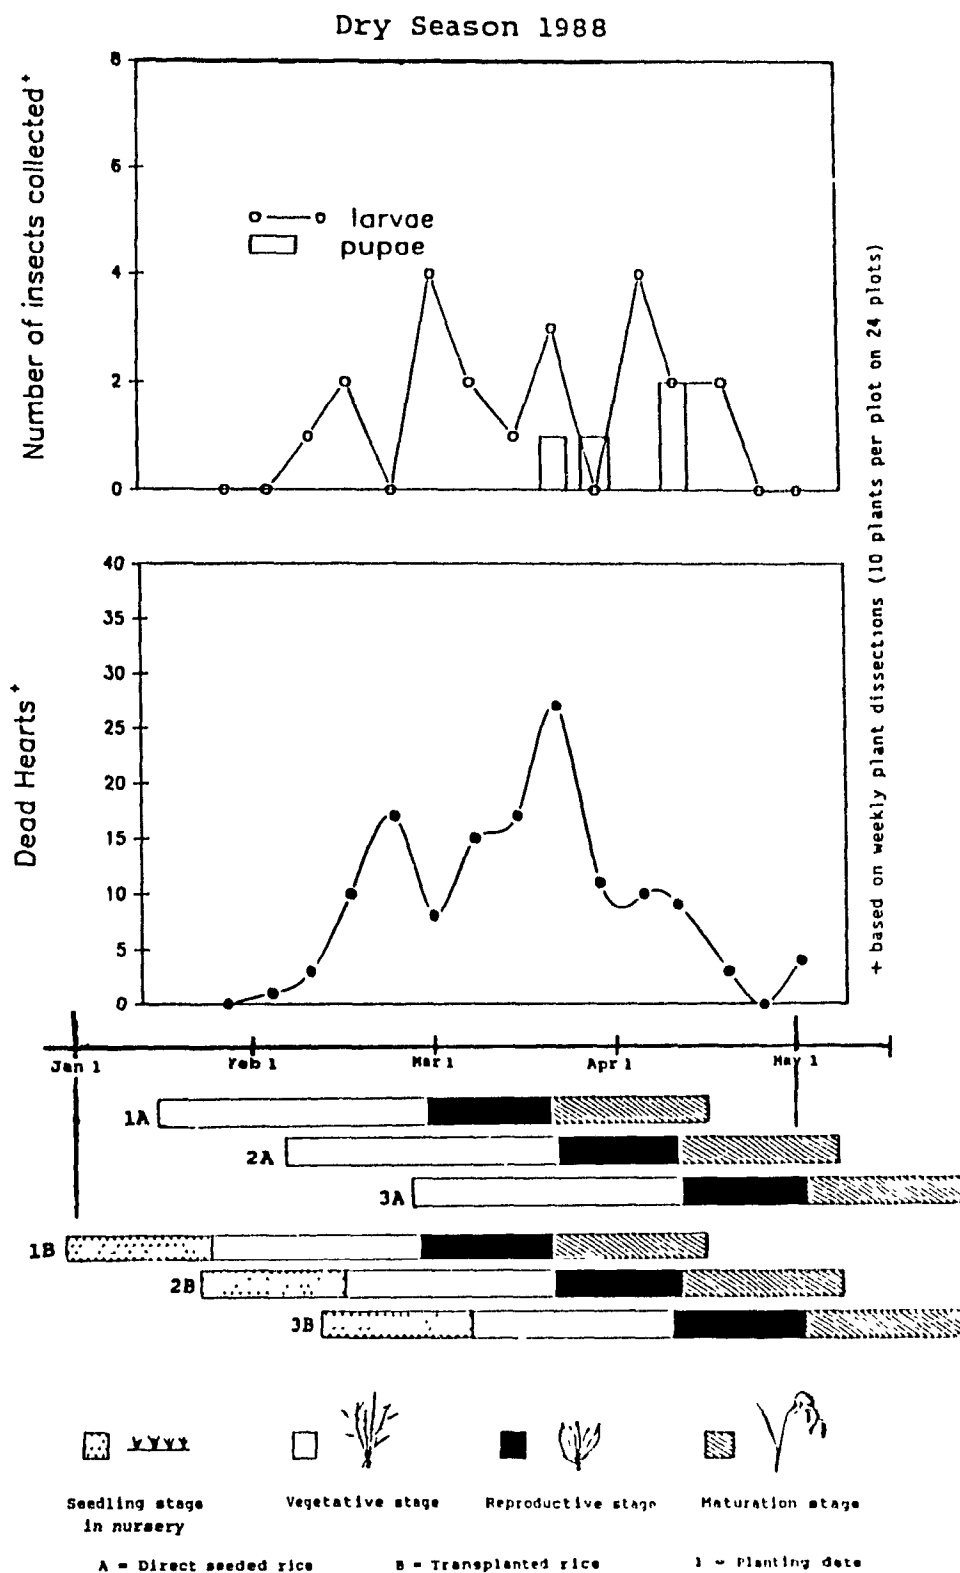 Dry Season 1988
Number of insects collected+
8
6
4
2
0
larvae
pupae
+ based on weekly plant dissections (10 plants per plot on 24 plots)
Dead Hearts+
40
35
30
25
20
15
10
5
0
Jan 1
Feb 1
Mar 1
Apr 1
May 1
1A
2A
3A
1B
2B
3B
Seedling stage
in nursery
Vegetative stage
Reproductive stage
Maturation stage
A = Direct seeded rice
B = Transplanted rice
1 = Planting date